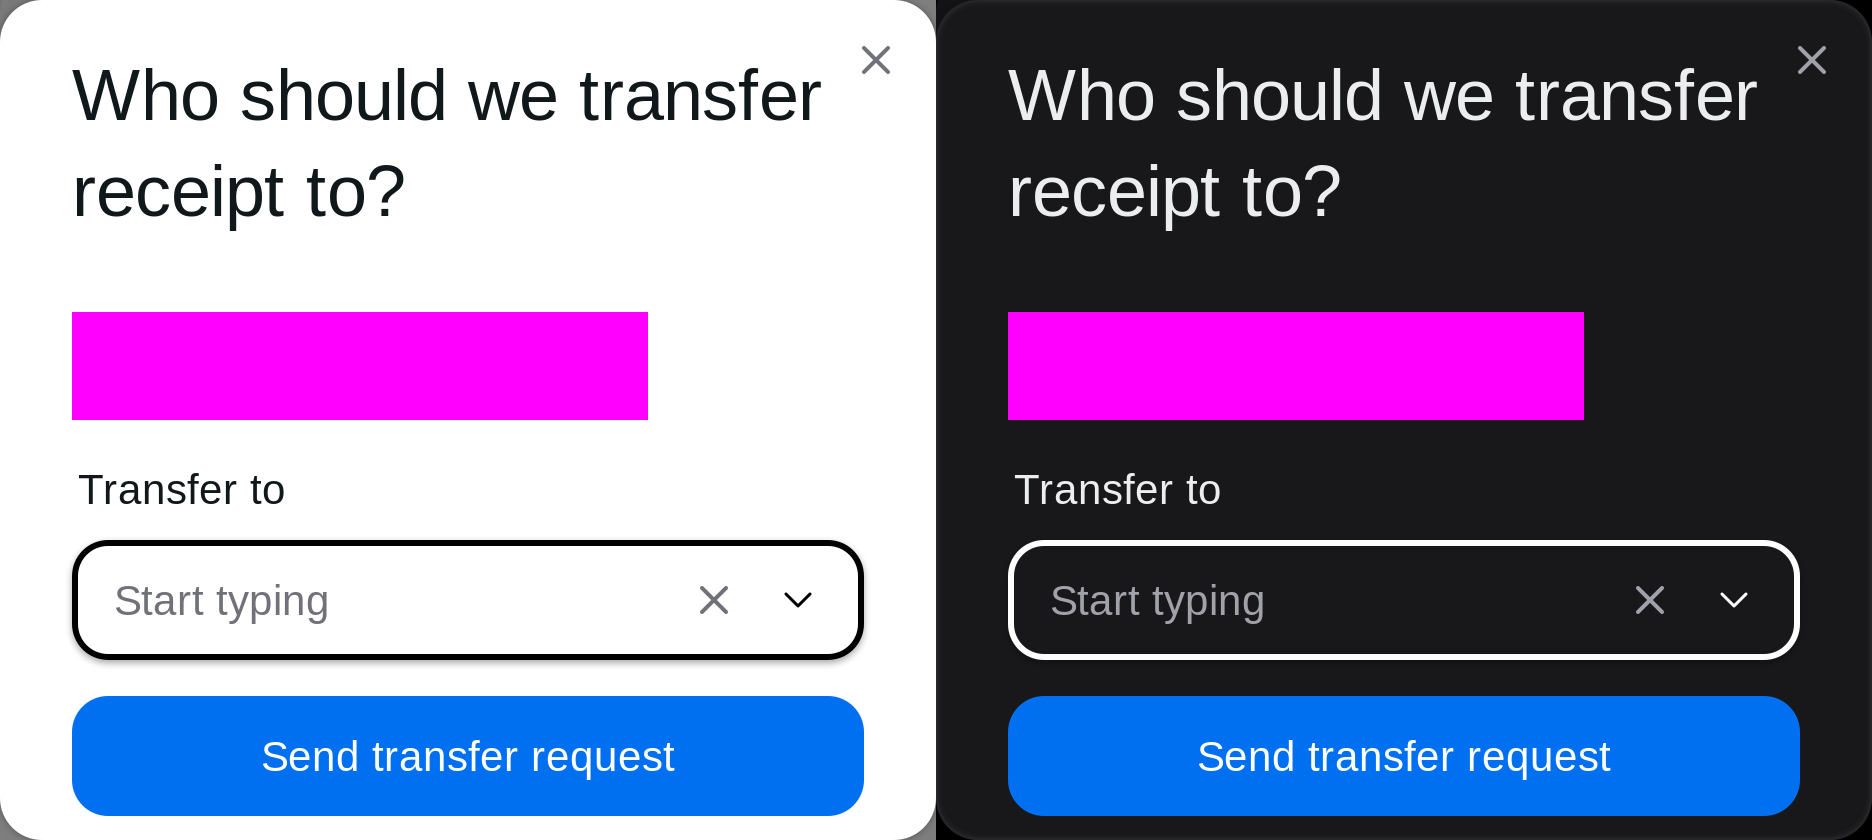 Who should we transfer
receipt to?
Transfer to
Start typing
Send transfer request
Who should we transfer
receipt to?
Transfer to
Start typing
Send transfer request